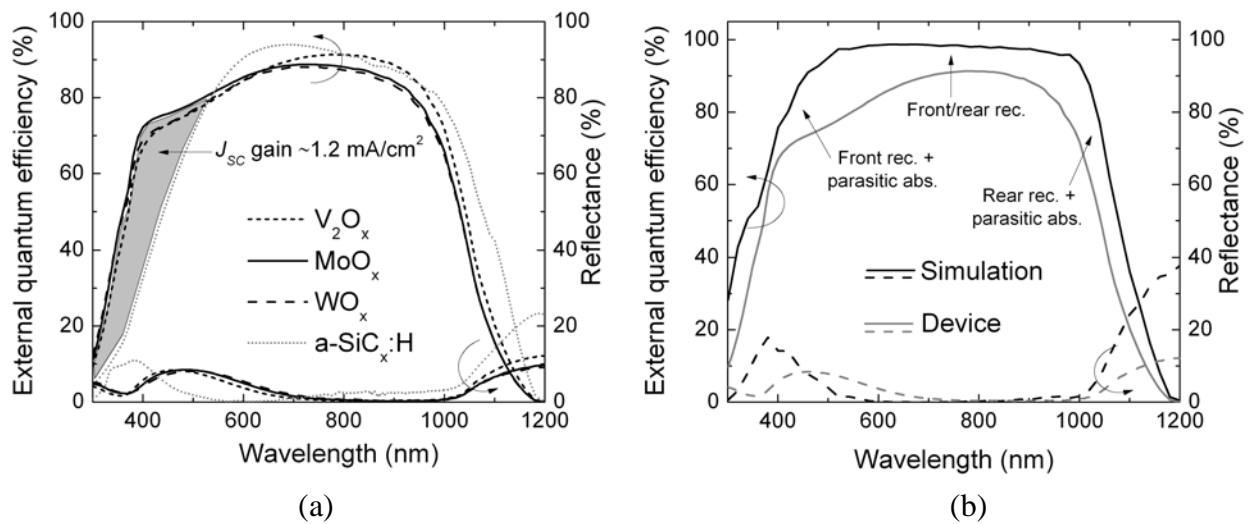 (a)
100
80
60
40
20
0
External quantum efficiency (%)
J_SC gain ~1.2 mA/cm²
V₂Oₓ
MoOₓ
WOₓ
a-SiCₓ:H
400 600 800 1000 1200
Wavelength (nm)
100
80
60
40
20
0
Reflectance (%)
(b)
100
80
60
40
20
0
External quantum efficiency (%)
Front/rear rec.
Front rec. +
parasitic abs.
Rear rec. +
parasitic abs.
Simulation
Device
400 600 800 1000 1200
Wavelength (nm)
100
80
60
40
20
0
Reflectance (%)